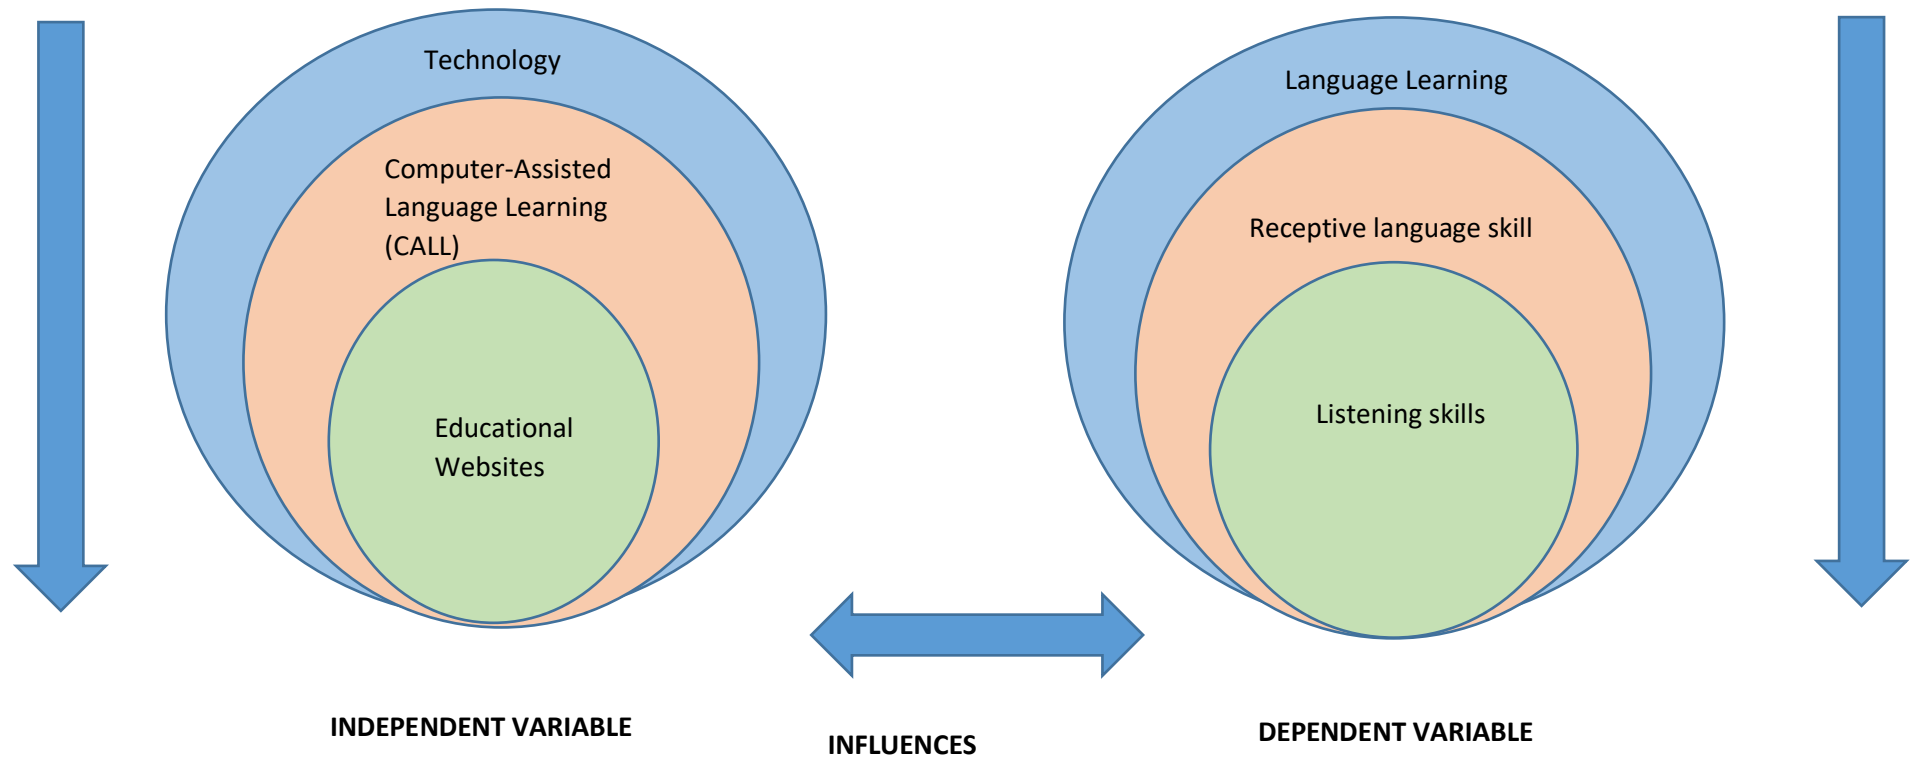 Technology
Computer-Assisted
Language Learning
(CALL)
Educational
Websites
Language Learning
Receptive language skill
Listening skills
INDEPENDENT VARIABLE
INFLUENCES
DEPENDENT VARIABLE